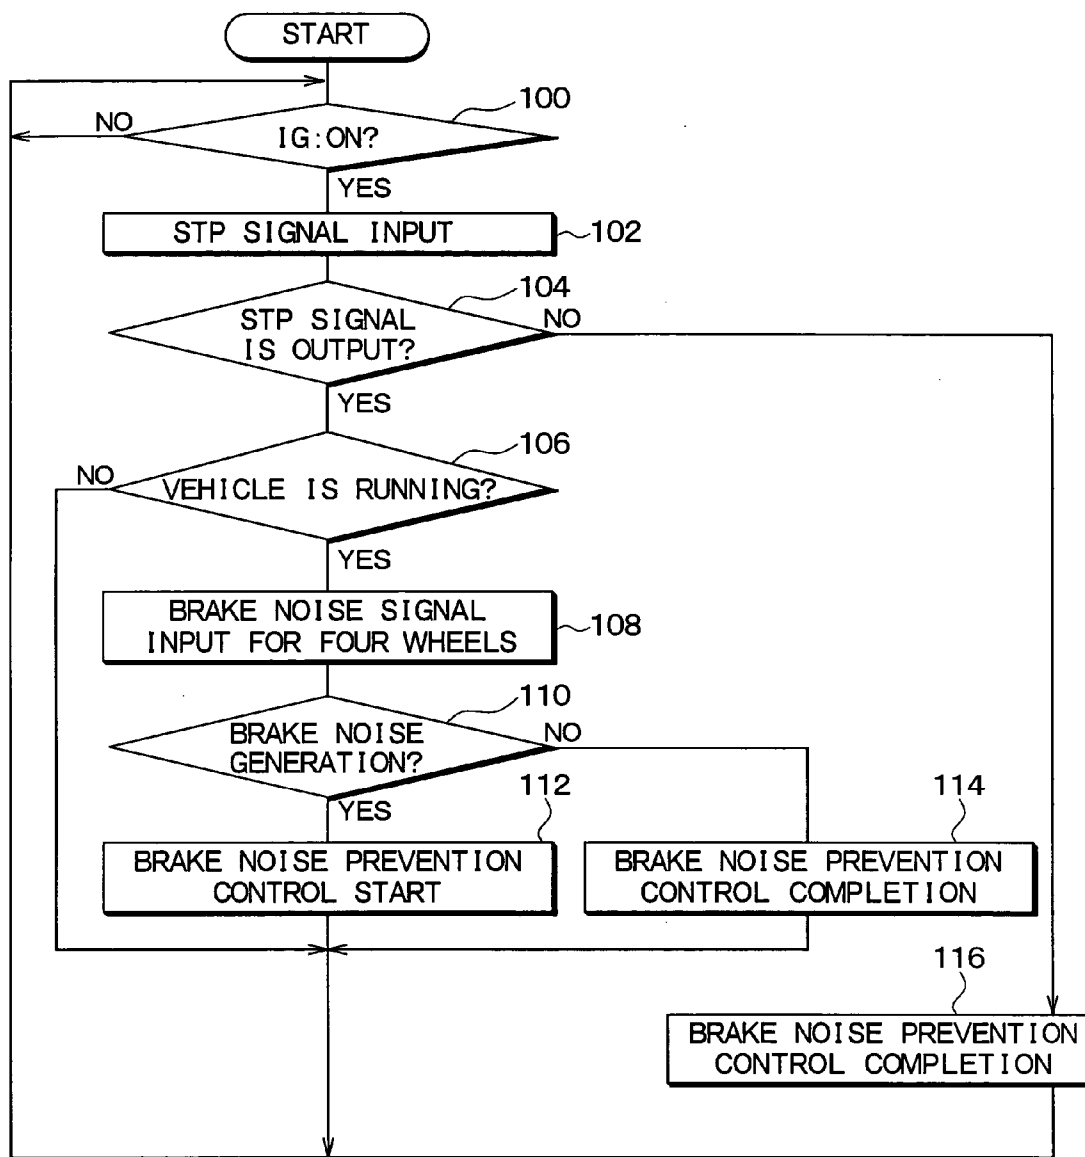 START
100
NO
IG:ON?
YES
STP SIGNAL INPUT
102
104
STP SIGNAL
IS OUTPUT?
NO
YES
106
NO
VEHICLE IS RUNNING?
YES
BRAKE NOISE SIGNAL
INPUT FOR FOUR WHEELS
108
110
BRAKE NOISE
GENERATION?
NO
YES
112
114
BRAKE NOISE PREVENTION
CONTROL START
BRAKE NOISE PREVENTION
CONTROL COMPLETION
116
BRAKE NOISE PREVENTION
CONTROL COMPLETION